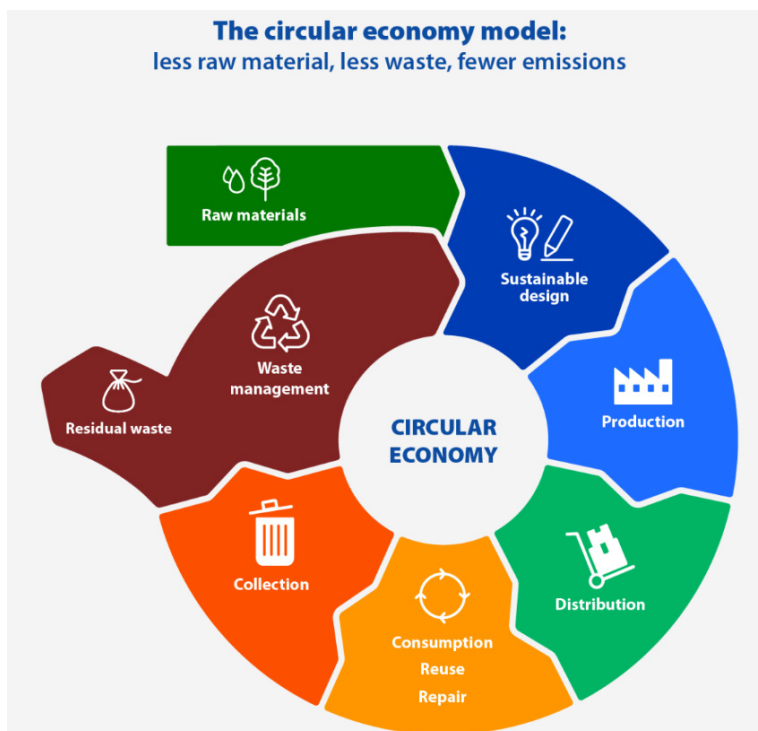 The circular economy model:
less raw material, less waste, fewer emissions
Raw materials
Sustainable
design
Production
Distribution
Consumption
Reuse
Repair
Collection
Waste
management
Residual waste
CIRCULAR
ECONOMY